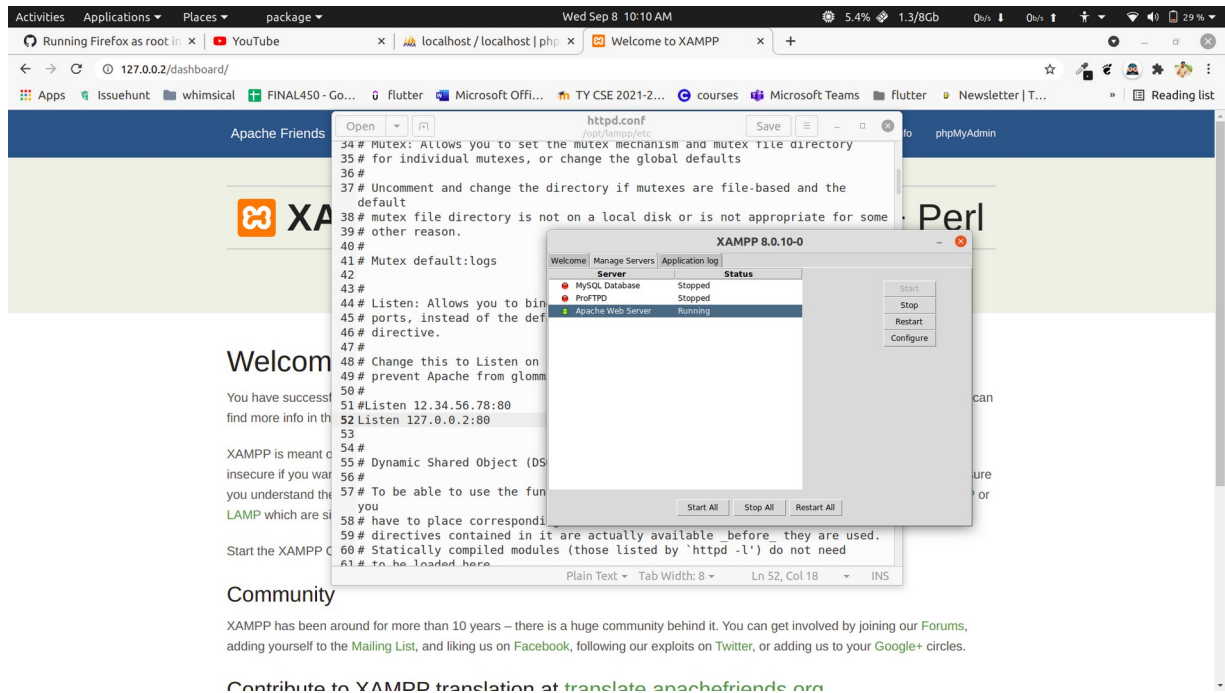 Activities Applications Places package Wed Sep 8 10:10 AM 5.4% 1.3/8Gb 0b/s 0b/s 29 %
Running Firefox as root in YouTube localhost / localhost | php Welcome to XAMPP
127.0.0.2/dashboard/
Apps Issuehunt whimsical FINAL450 - Go... flutter Microsoft Offi... TY CSE 2021-2... courses Microsoft Teams flutter Newsletter | T... » Reading list
Apache Friends
fo phpMyAdmin
XA
Perl
Welcom
You have successf
can
find more info in th
XAMPP is meant o
insecure if you war
ure
you understand the
or
LAMP which are si
Start the XAMPP C
Community
XAMPP has been around for more than 10 years – there is a huge community behind it. You can get involved by joining our Forums,
adding yourself to the Mailing List, and liking us on Facebook, following our exploits on Twitter, or adding us to your Google+ circles.
Contribute to XAMPP translation at translate.apachefriends.org
Open httpd.conf Save
/opt/lampp/etc
34 # Mutex: Allows you to set the mutex mechanism and mutex file directory
35 # for individual mutexes, or change the global defaults
36 #
37 # Uncomment and change the directory if mutexes are file-based and the
default
38 # mutex file directory is not on a local disk or is not appropriate for some
39 # other reason.
40 #
41 # Mutex default:logs
42
43 #
44 # Listen: Allows you to bin
45 # ports, instead of the def
46 # directive.
47 #
48 # Change this to Listen on
49 # prevent Apache from glomm
50 #
51 #Listen 12.34.56.78:80
52 Listen 127.0.0.2:80
53
54 #
55 # Dynamic Shared Object (DS
56 #
57 # To be able to use the fun
you
58 # have to place correspondi
59 # directives contained in it are actually available _before_ they are used.
60 # Statically compiled modules (those listed by `httpd -l') do not need
61 # to be loaded here.
Plain Text Tab Width: 8 Ln 52, Col 18 INS
XAMPP 8.0.10-0
Welcome Manage Servers Application log
Server Status
MySQL Database Stopped
ProFTPD Stopped
Apache Web Server Running
Start
Stop
Restart
Configure
Start All Stop All Restart All